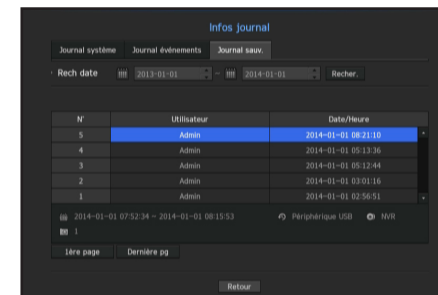 Infos journal
Journal système Journal événements Journal sauv.
Rech date 2013-01-01 - 2014-01-01 Recher.
N° Utilisateur Date/Heure
5 Admin 2014-01-01 08:21:10
4 Admin 2014-01-01 05:13:36
3 Admin 2014-01-01 05:12:44
2 Admin 2014-01-01 03:01:16
1 Admin 2014-01-01 02:56:51
2014-01-01 07:52:34 ~ 2014-01-01 08:15:53 Périphérique USB NVR
1
1ère page Dernière pg
Retour